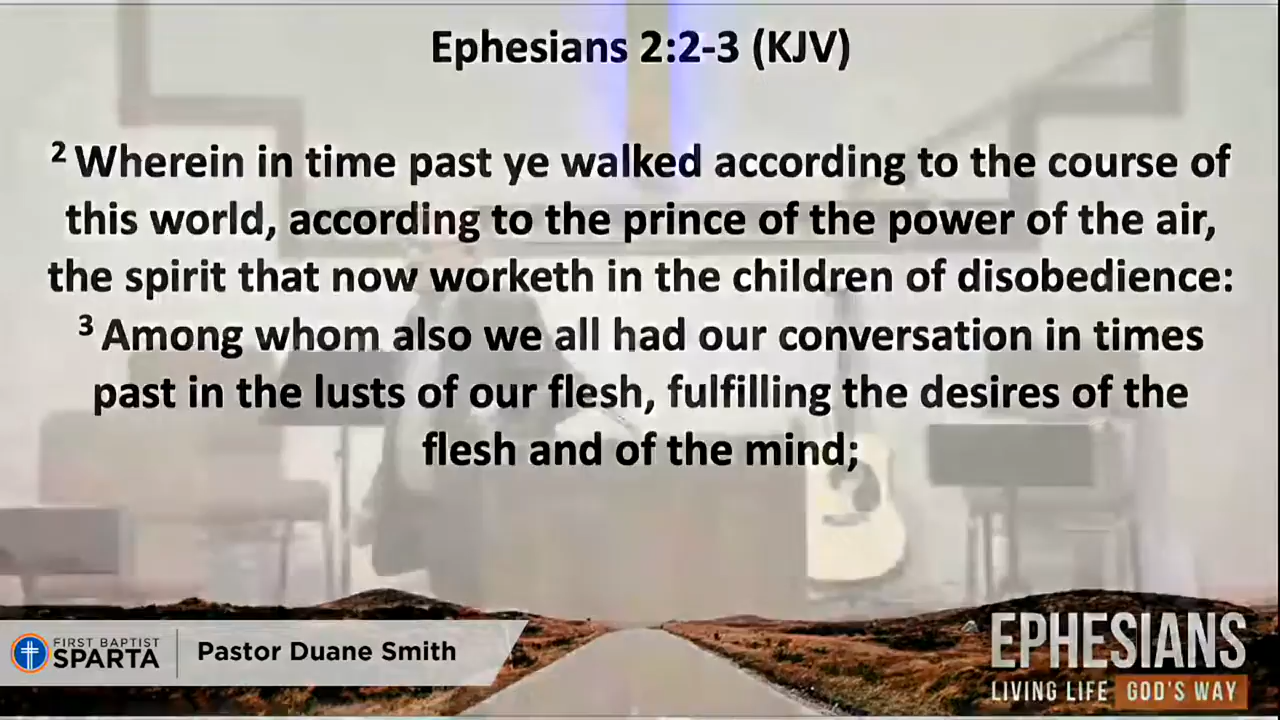 Ephesians 2:2-3 (KJV)
2 Wherein in time past ye walked according to the course of
this world, according to the prince of the power of the air,
the spirit that now worketh in the children of disobedience:
3 Among whom also we all had our conversation in times
past in the lusts of our flesh, fulfilling the desires of the
flesh and of the mind;
FIRST BAPTIST
SPARTA
Pastor Duane Smith
EPHESIANS
LIVING LIFE GOD'S WAY